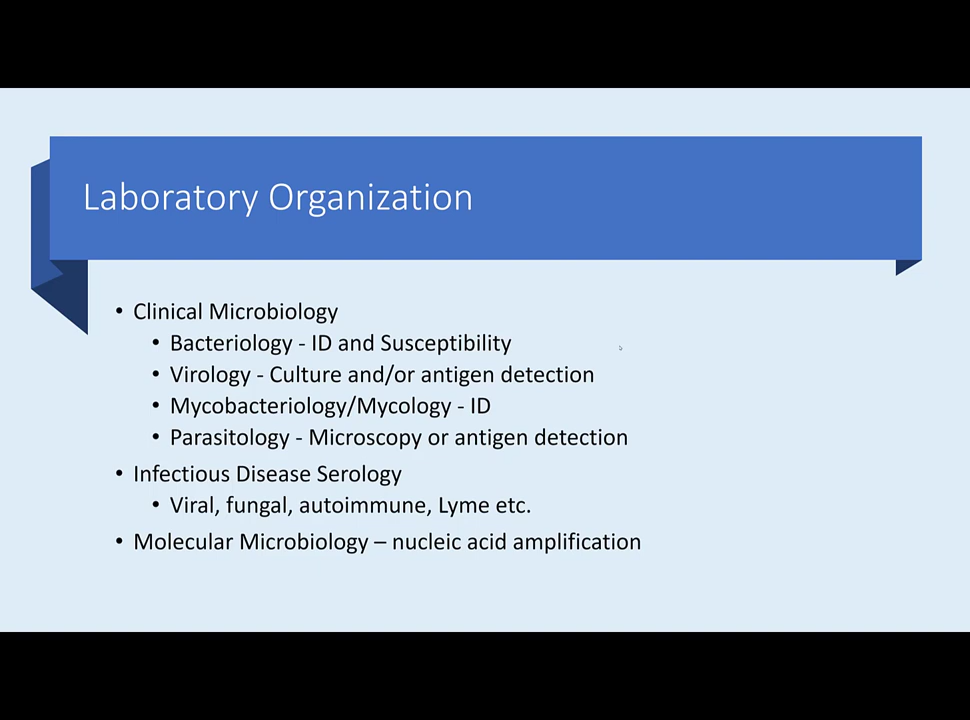 Laboratory Organization
• Clinical Microbiology
• Bacteriology - ID and Susceptibility
• Virology - Culture and/or antigen detection
• Mycobacteriology/Mycology - ID
• Parasitology - Microscopy or antigen detection
• Infectious Disease Serology
• Viral, fungal, autoimmune, Lyme etc.
• Molecular Microbiology – nucleic acid amplification